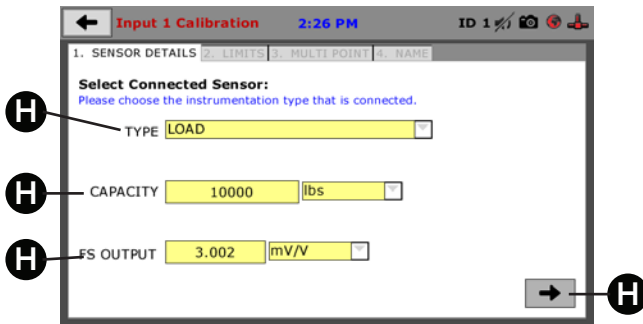 Input 1 Calibration 2:26 PM ID 1
1. SENSOR DETAILS 2. LIMITS 3. MULTI POINT 4. NAME
Select Connected Sensor:
Please choose the instrumentation type that is connected.
H
TYPE LOAD
H CAPACITY 10000 lbs
H FS OUTPUT 3.002 mV/V
H